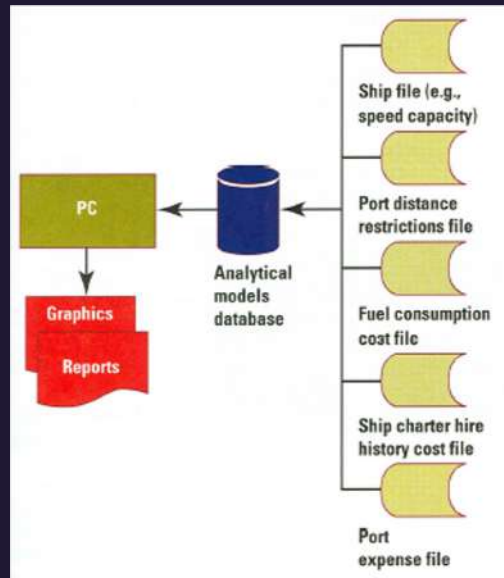 Ship file (e.g.,
speed capacity)
PC
Port distance
restrictions file
Analytical
models
database
Graphics
Reports
Fuel consumption
cost file
Ship charter hire
history cost file
Port
expense file